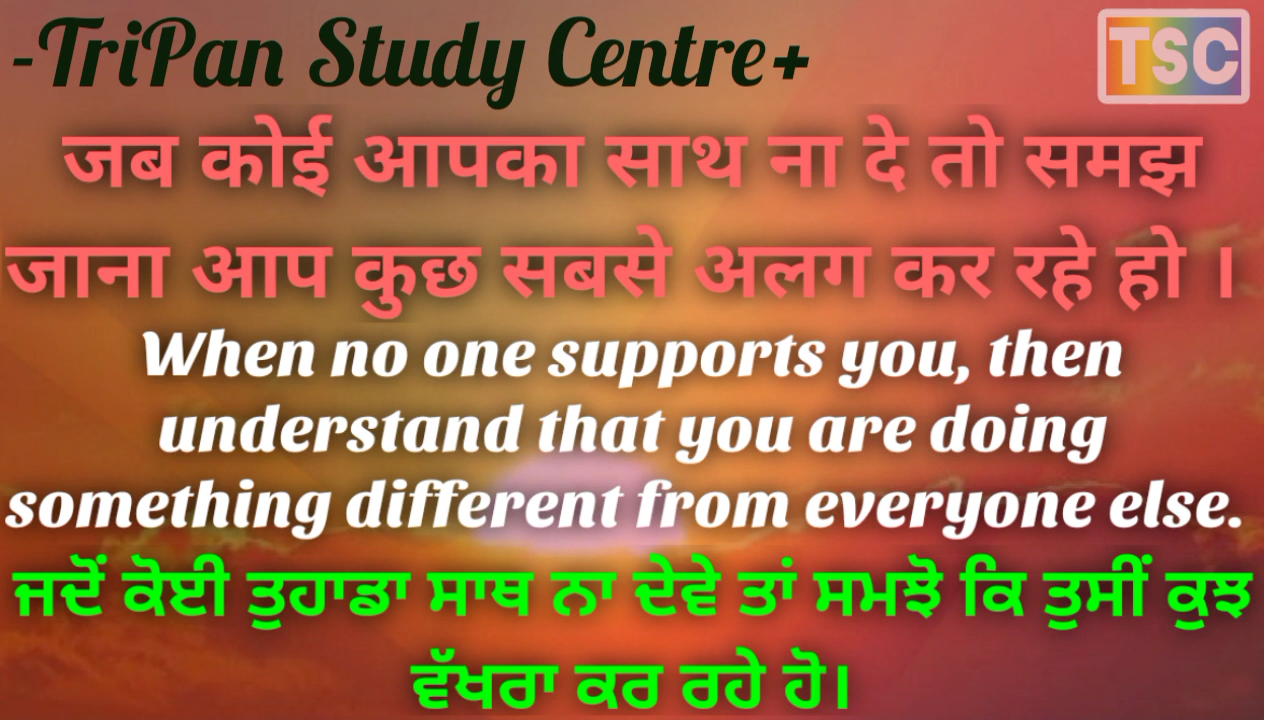 -TriPan Study Centre+
TSC
जब कोई आपका साथ ना दे तो समझ
जाना आप कुछ सबसे अलग कर रहे हो ।
When no one supports you, then
understand that you are doing
something different from everyone else.
ਜਦੋਂ ਕੋਈ ਤੁਹਾਡਾ ਸਾਥ ਨਾ ਦੇਵੇ ਤਾਂ ਸਮਝੋ ਕਿ ਤੁਸੀਂ ਕੁਝ
ਵੱਖਰਾ ਕਰ ਰਹੇ ਹੋ।